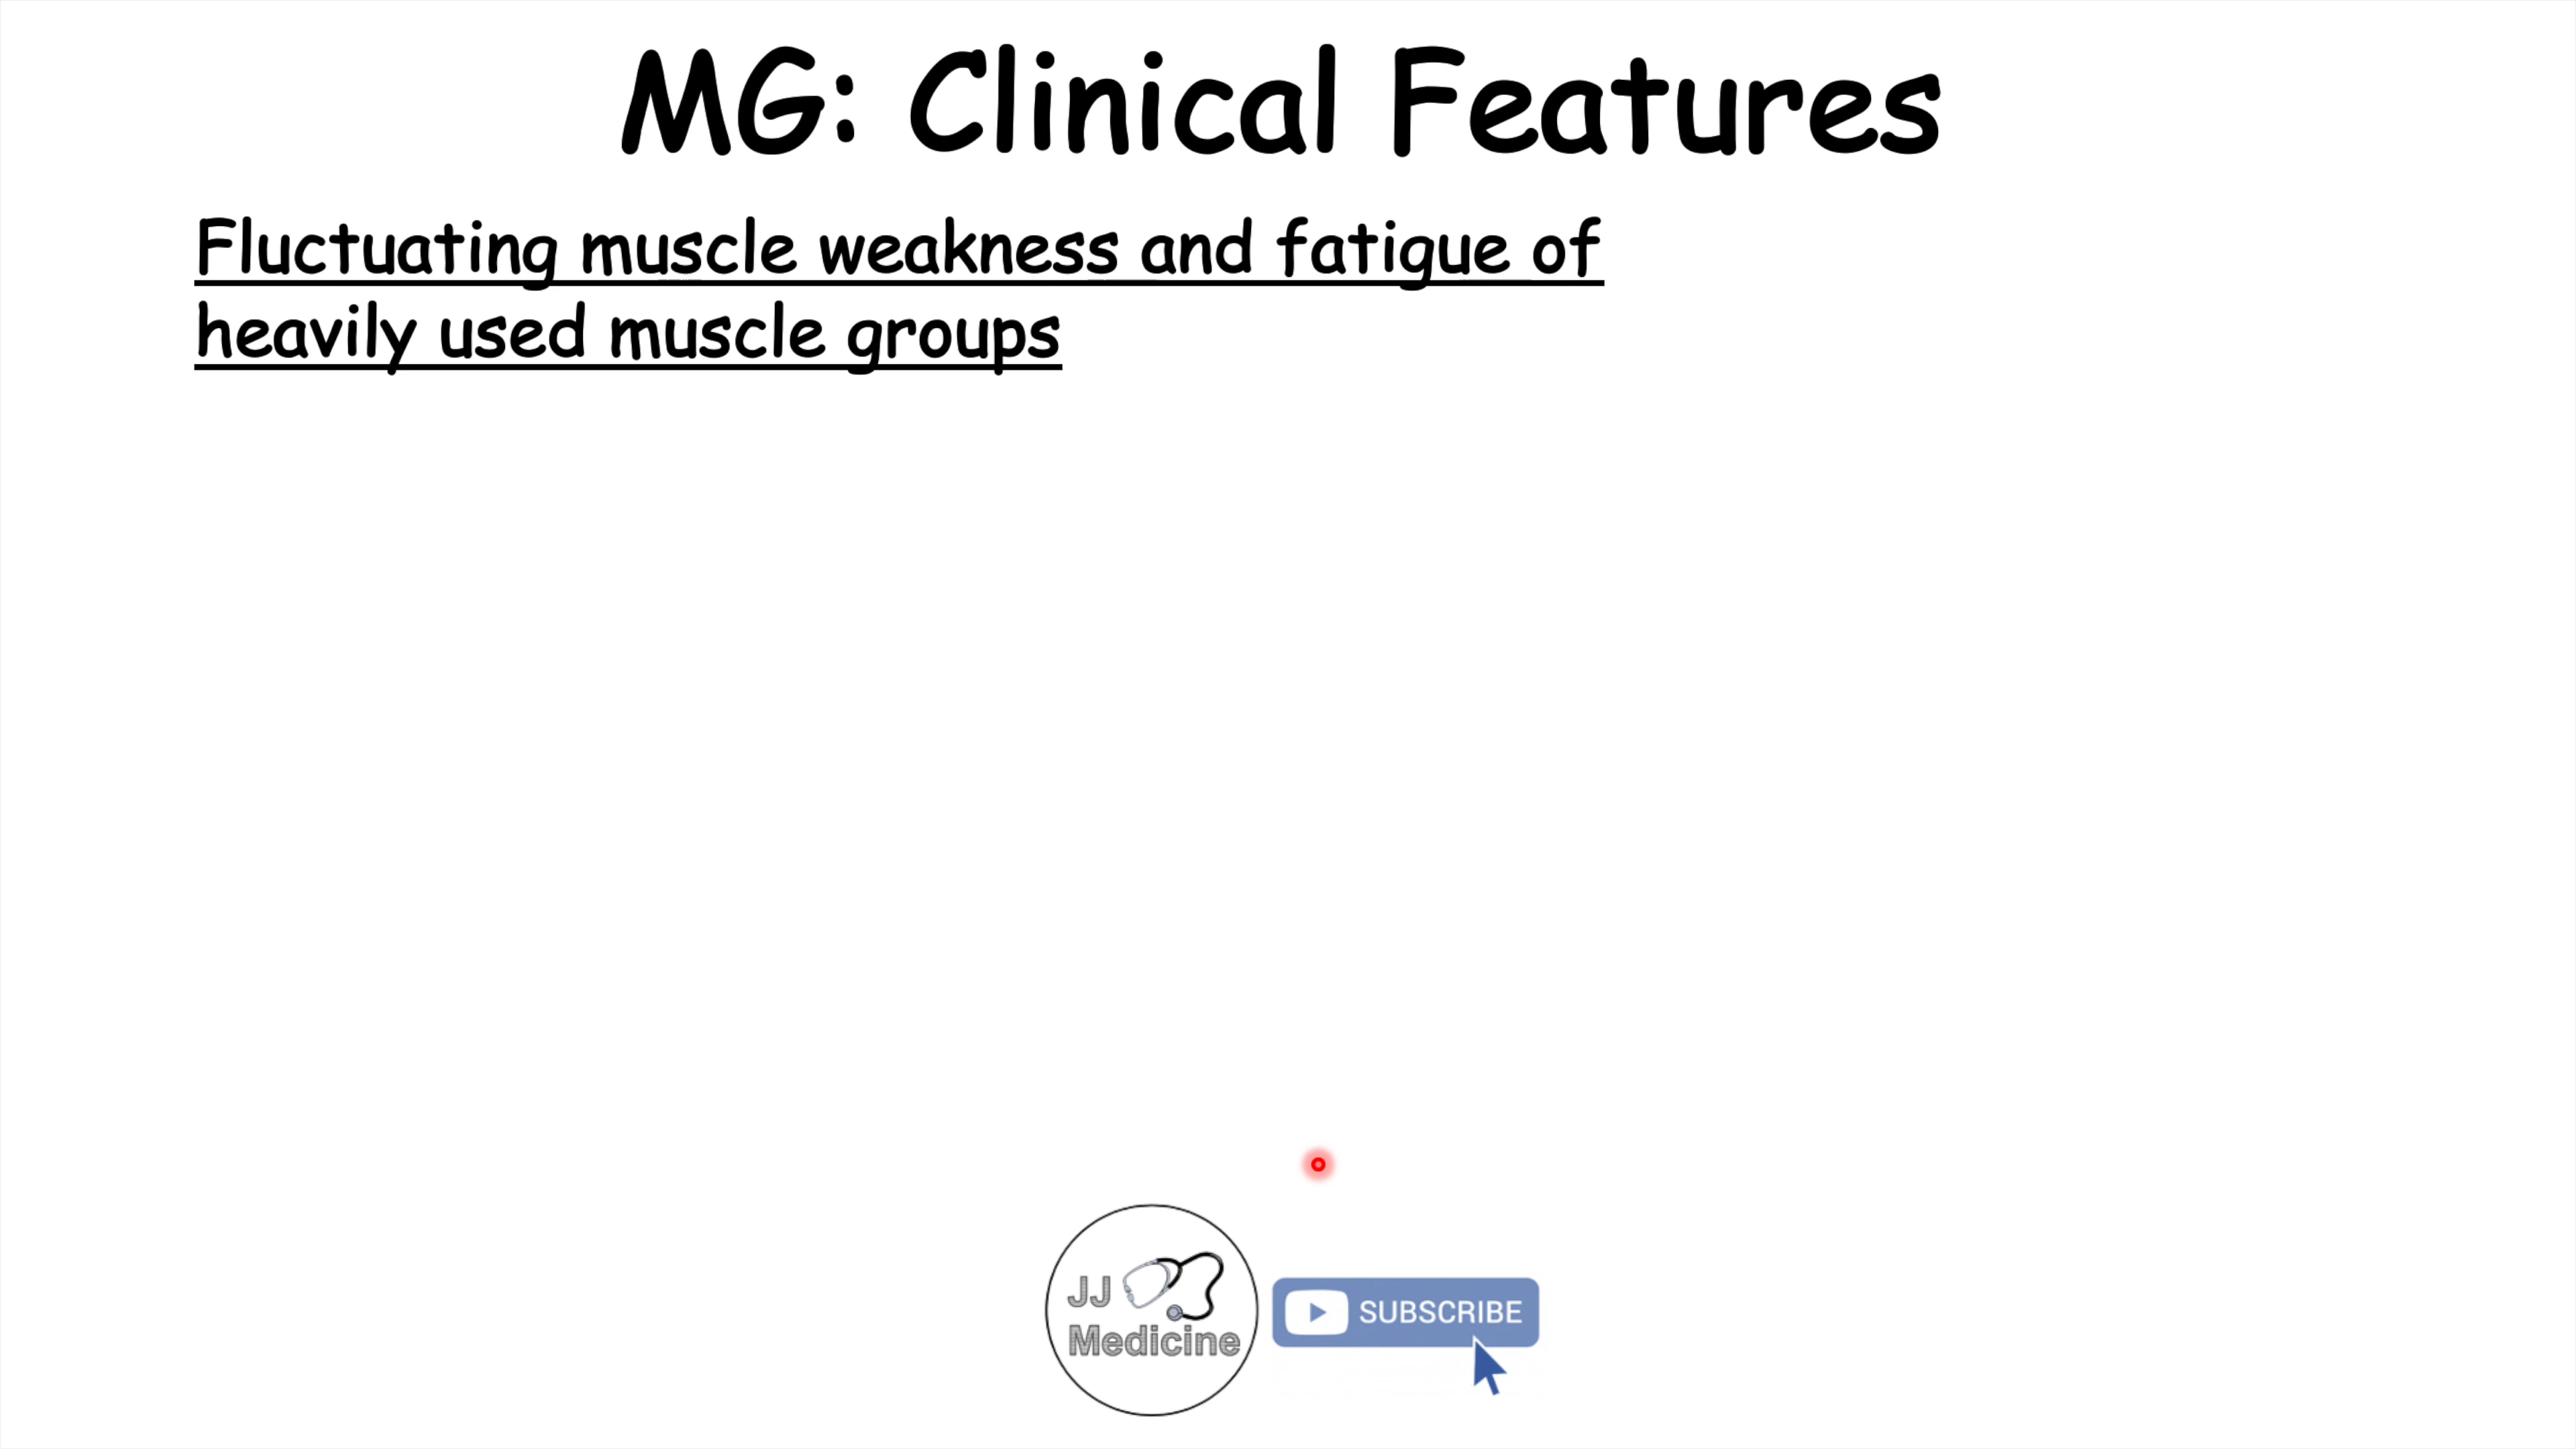 MG: Clinical Features
Fluctuating muscle weakness and fatigue of
heavily used muscle groups
JJ
Medicine
SUBSCRIBE